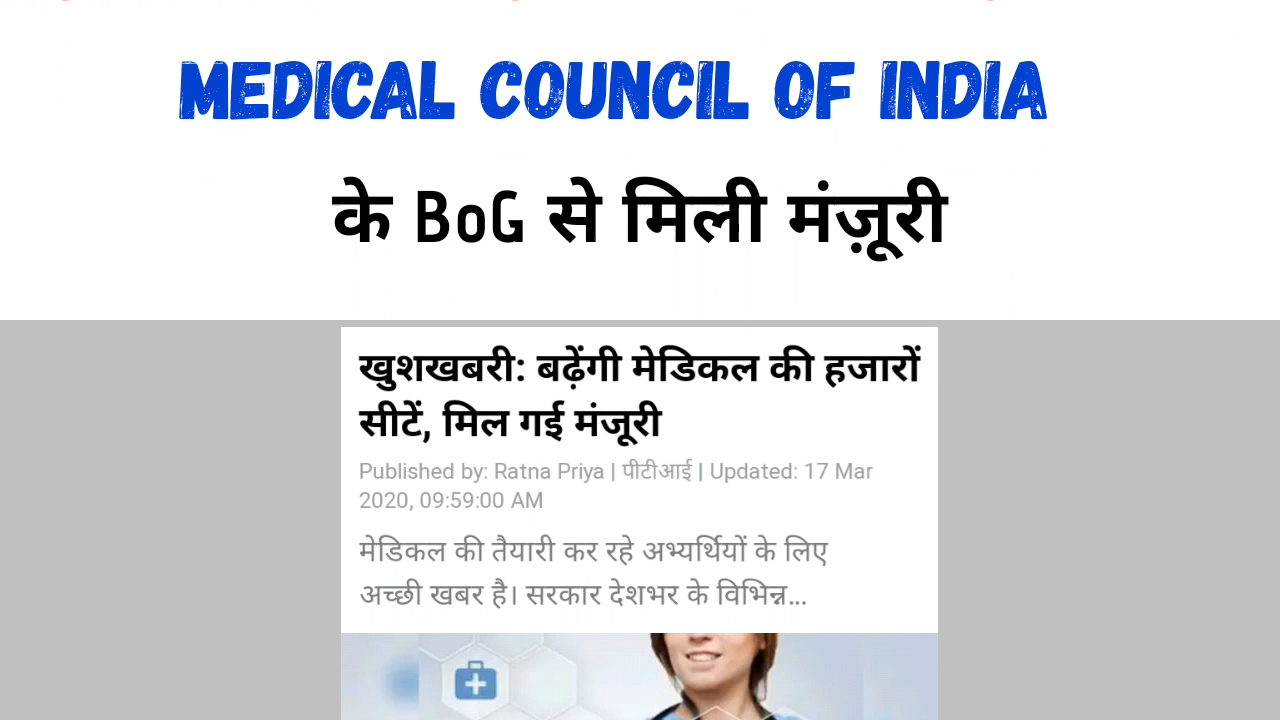 MEDICAL COUNCIL OF INDIA
के BoG से मिली मंज़ूरी
खुशखबरी: बढ़ेंगी मेडिकल की हजारों
सीटें, मिल गई मंजूरी
Published by: Ratna Priya | पीटीआई | Updated: 17 Mar
2020, 09:59:00 AM
मेडिकल की तैयारी कर रहे अभ्यर्थियों के लिए
अच्छी खबर है। सरकार देशभर के विभिन्न...